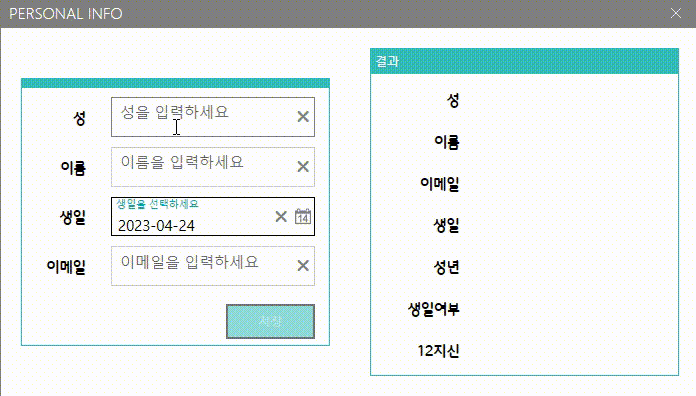 PERSONAL INFO
성
성을 입력하세요
이름
이름을 입력하세요
생일
생일을 선택하세요
2023-04-24
14
이메일
이메일을 입력하세요
저장
결과
성
이름
이메일
생일
성년
생일여부
12지신